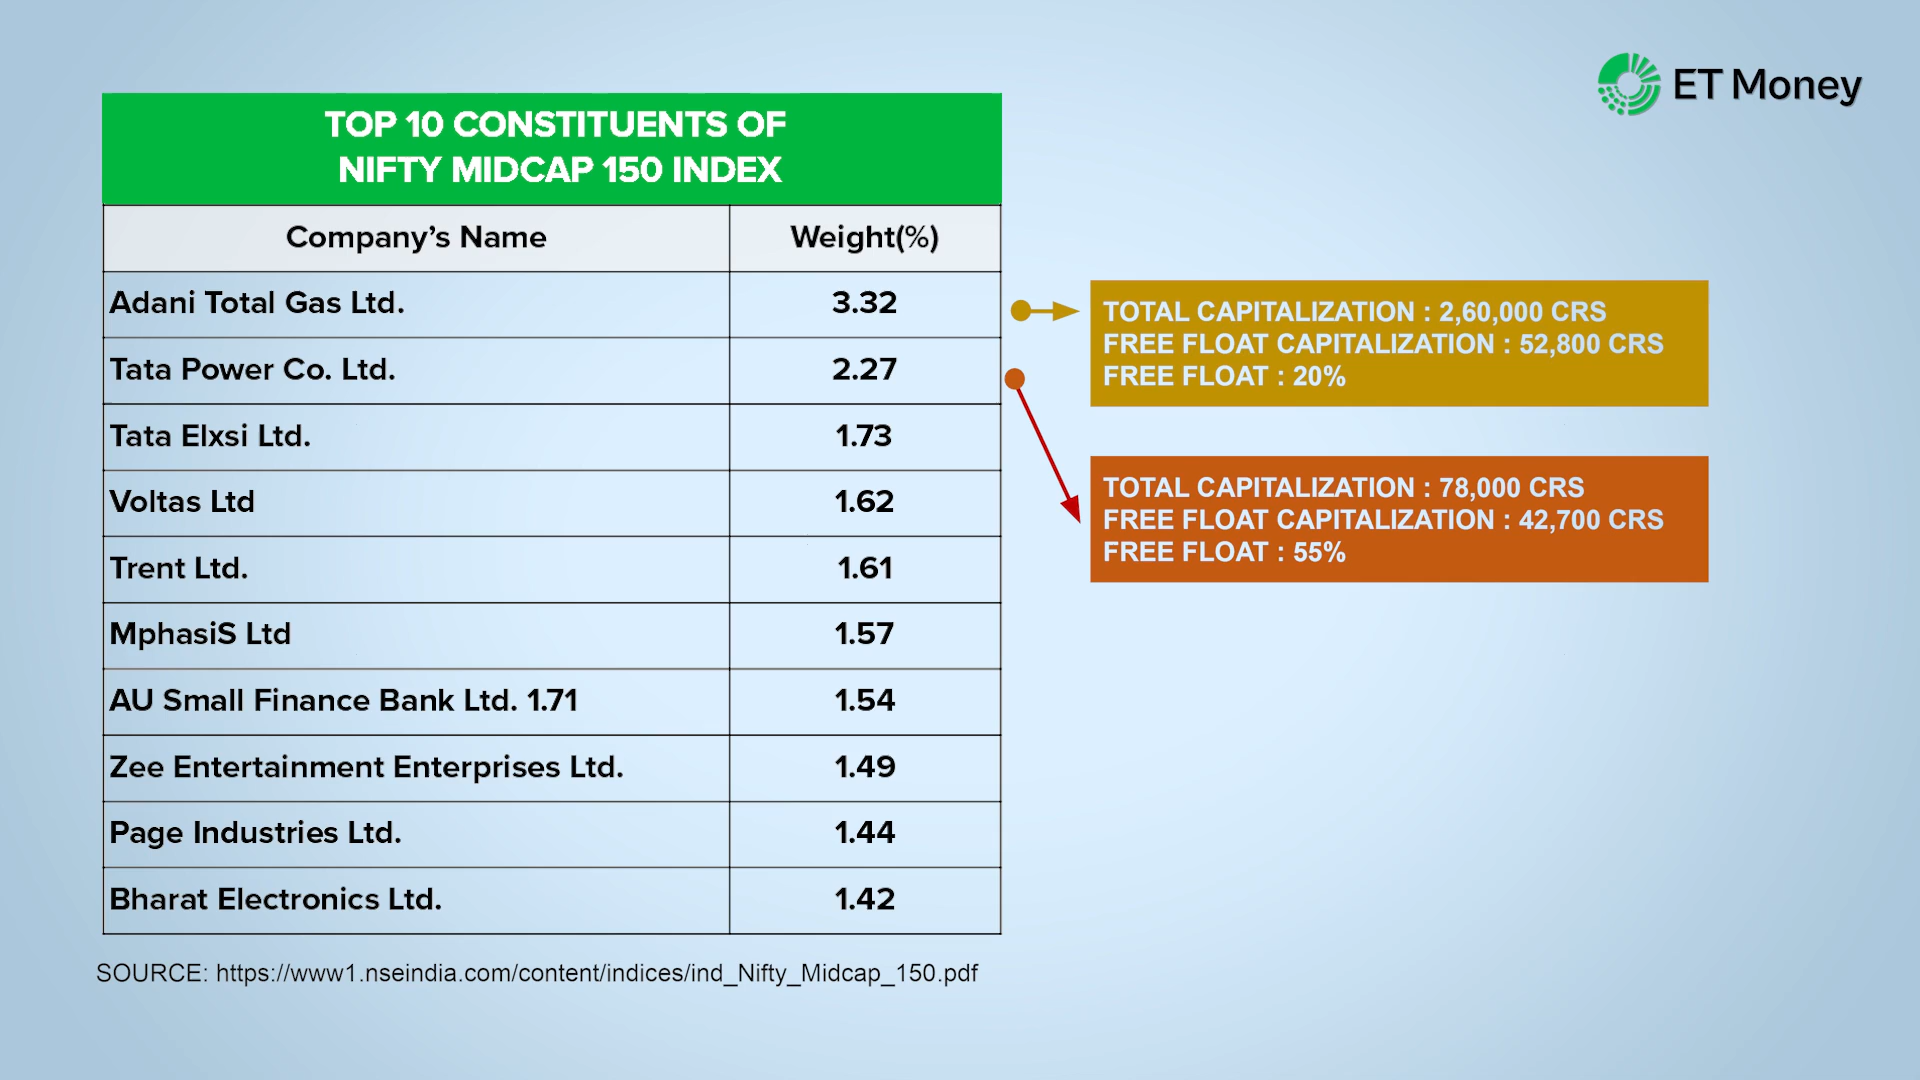 ET Money
TOP 10 CONSTITUENTS OF
NIFTY MIDCAP 150 INDEX
Company’s Name Weight(%)
Adani Total Gas Ltd. 3.32
Tata Power Co. Ltd. 2.27
Tata Elxsi Ltd. 1.73
Voltas Ltd 1.62
Trent Ltd. 1.61
MphasiS Ltd 1.57
AU Small Finance Bank Ltd. 1.71 1.54
Zee Entertainment Enterprises Ltd. 1.49
Page Industries Ltd. 1.44
Bharat Electronics Ltd. 1.42
TOTAL CAPITALIZATION : 2,60,000 CRS
FREE FLOAT CAPITALIZATION : 52,800 CRS
FREE FLOAT : 20%
TOTAL CAPITALIZATION : 78,000 CRS
FREE FLOAT CAPITALIZATION : 42,700 CRS
FREE FLOAT : 55%
SOURCE: https://www1.nseindia.com/content/indices/ind_Nifty_Midcap_150.pdf